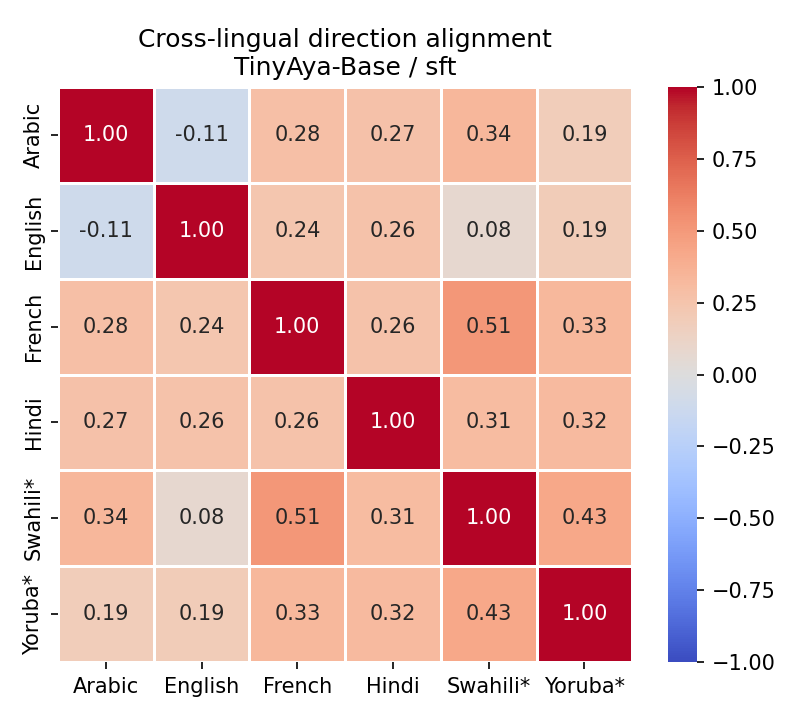 Cross-lingual direction alignment
TinyAya-Base / sft
Arabic 1.00 -0.11 0.28 0.27 0.34 0.19
English -0.11 1.00 0.24 0.26 0.08 0.19
French 0.28 0.24 1.00 0.26 0.51 0.33
Hindi 0.27 0.26 0.26 1.00 0.31 0.32
Swahili* 0.34 0.08 0.51 0.31 1.00 0.43
Yoruba* 0.19 0.19 0.33 0.32 0.43 1.00
Arabic English French Hindi Swahili* Yoruba*
1.00
0.75
0.50
0.25
0.00
−0.25
−0.50
−0.75
−1.00